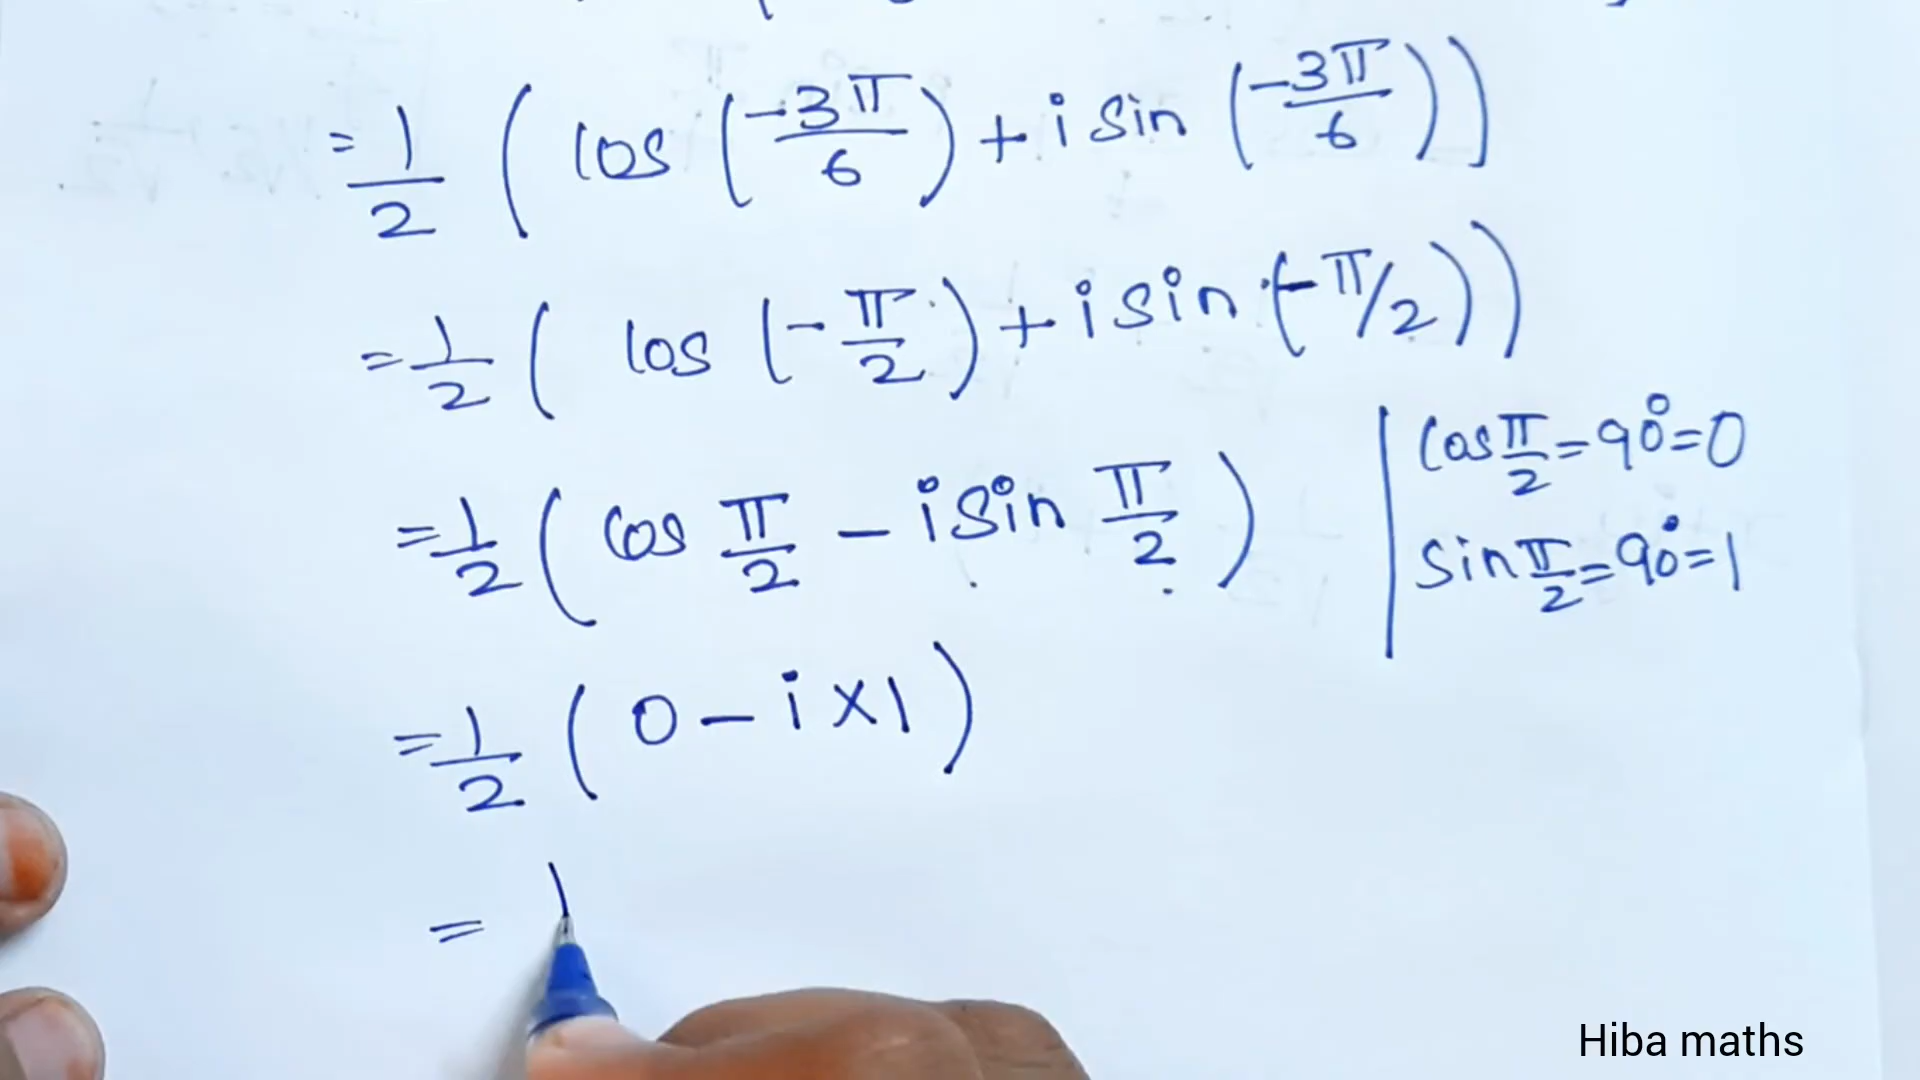 = 1/2 ( cos (-3π/6) + i sin (-3π/6) )
= 1/2 ( cos (-π/2) + i sin (-π/2) )
= 1/2 ( cos π/2 - i sin π/2 )
cos π/2 = 90° = 0
sin π/2 = 90° = 1
= 1/2 ( 0 - i × 1 )
= 1
Hiba maths